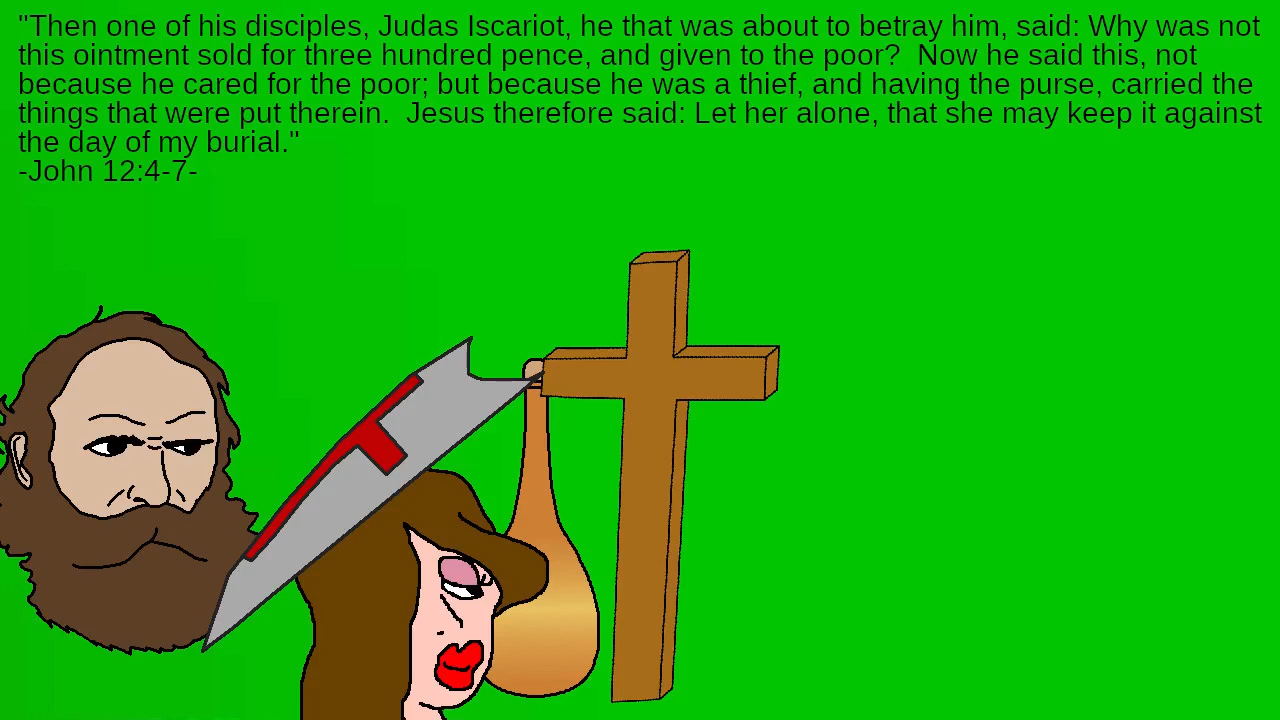 "Then one of his disciples, Judas Iscariot, he that was about to betray him, said: Why was not
this ointment sold for three hundred pence, and given to the poor?  Now he said this, not
because he cared for the poor; but because he was a thief, and having the purse, carried the
things that were put therein.  Jesus therefore said: Let her alone, that she may keep it against
the day of my burial."
-John 12:4-7-